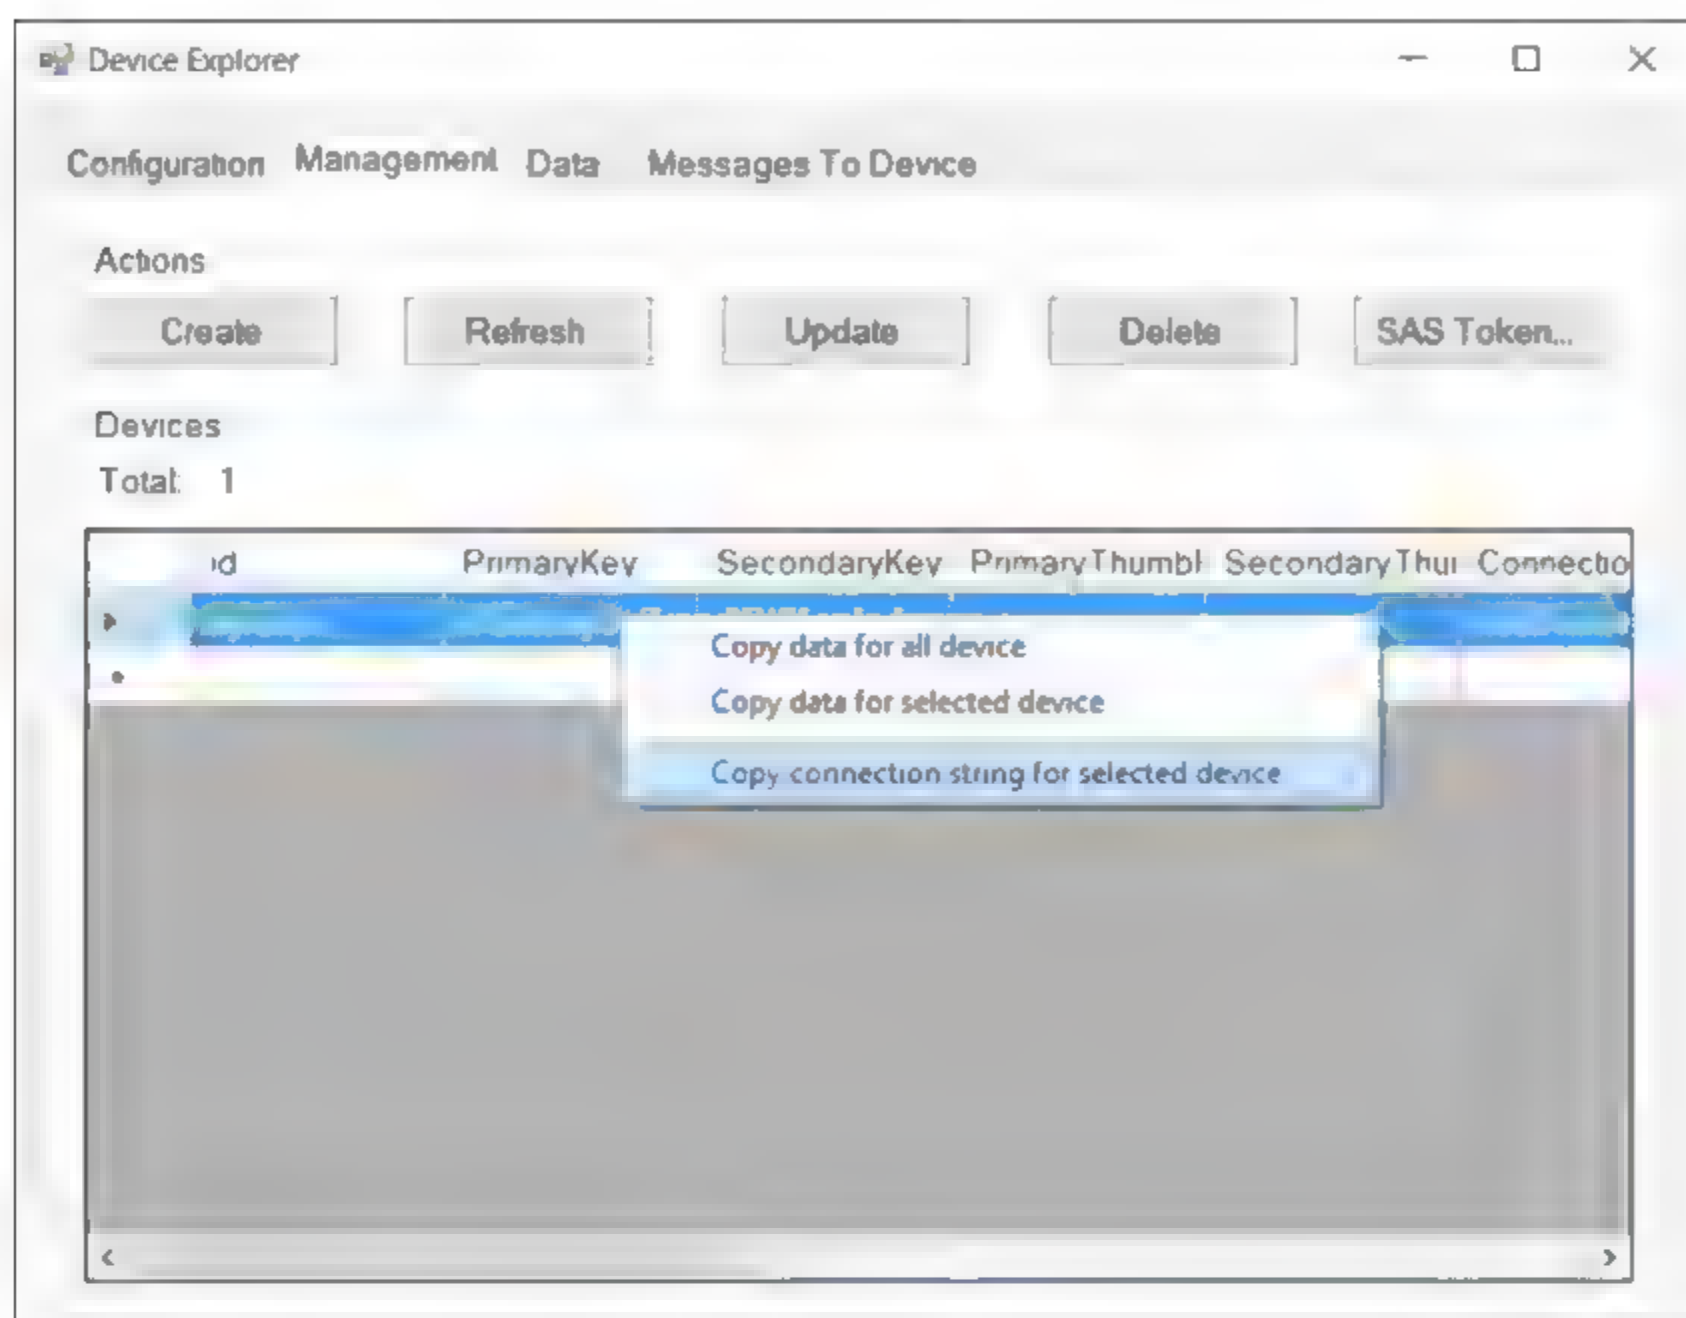 Device Explorer
Configuration Management Data Messages To Device
Actions
Create Refresh Update Delete SAS Token...
Devices
Total: 1
id PrimaryKey SecondaryKey PrimaryThumbl SecondaryThui Connectio
Copy data for all device
Copy data for selected device
Copy connection string for selected device